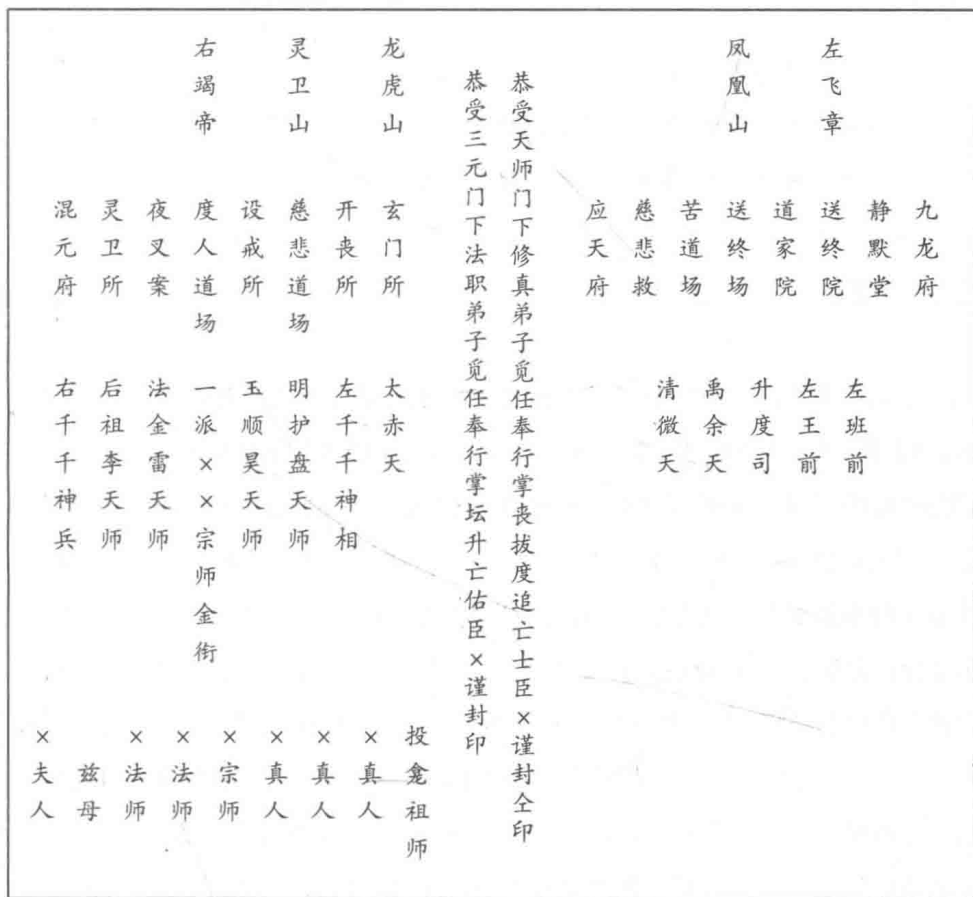 左飞章
凤凰山
九龙府
静默堂
送终院
道家院
送终场
苦道场
慈悲救
应天府
左班前
左王前
升度司
禹余天
清微天
恭受天师门下修真弟子觅任奉行掌丧拔度追亡士臣×谨封仝印
恭受三元门下法职弟子觅任奉行掌坛升亡佑臣×谨封印
龙虎山
灵卫山
右竭帝
玄门所
开丧所
慈悲道场
设戒所
度人道场
夜叉案
灵卫所
混元府
太赤天
左千千神相
明护盘天师
玉顺昊天师
一派××宗师金衔
法金雷天师
后祖李天师
右千千神兵
投龛祖师
×真人
×真人
×真人
×宗师
×法师
×法师
兹母
×夫人